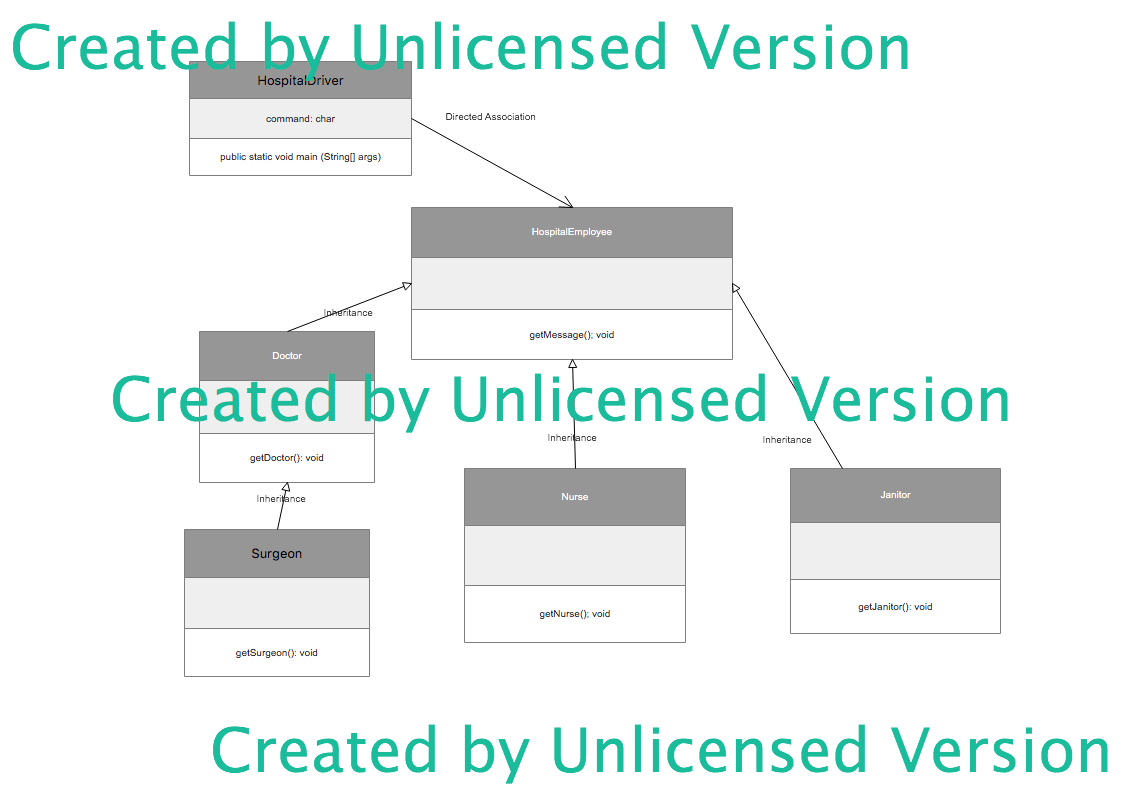 Created by Unlicensed Version
HospitalDriver
command: char
public static void main (String[] args)
Directed Association
HospitalEmployee
getMessage(); void
Inheritance
Doctor
getDoctor(): void
Created by Unlicensed Version
Inheritance
Inheritance
Inheritance
Surgeon
getSurgeon(): void
Nurse
getNurse(); void
Janitor
getJanitor(): void
Created by Unlicensed Version